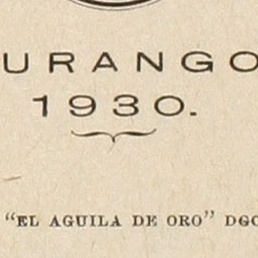 URANGO
1930.
"EL AGUILA DE ORO" DGO